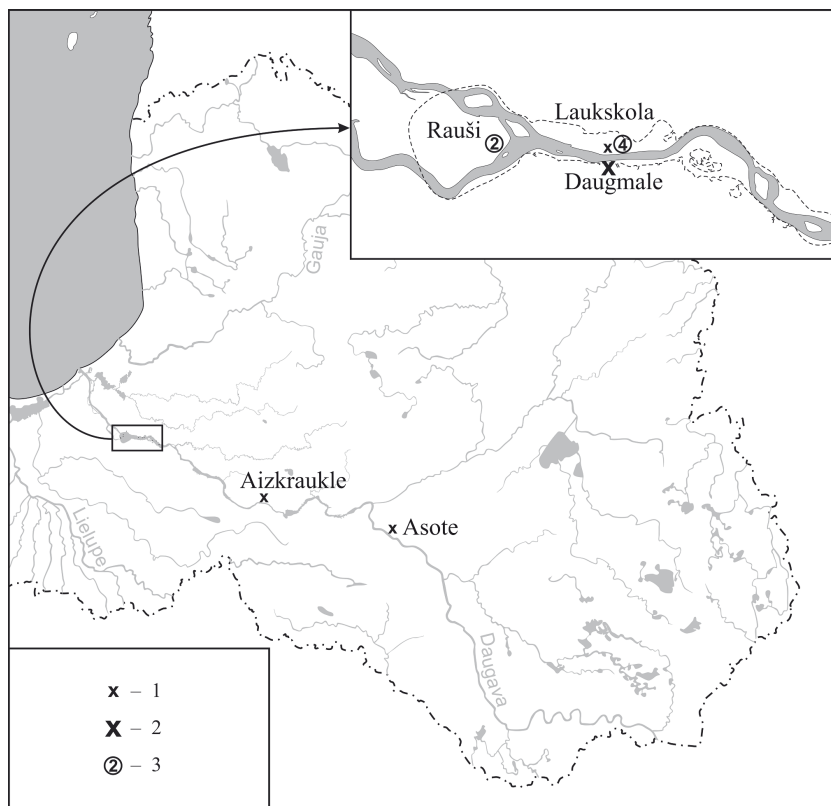 Laukskola
Rauši ② x ④
x
Daugmale
Gauja
Aizkraukle
x
x Asote
Lielupe
Daugava
x – 1
x – 2
② – 3